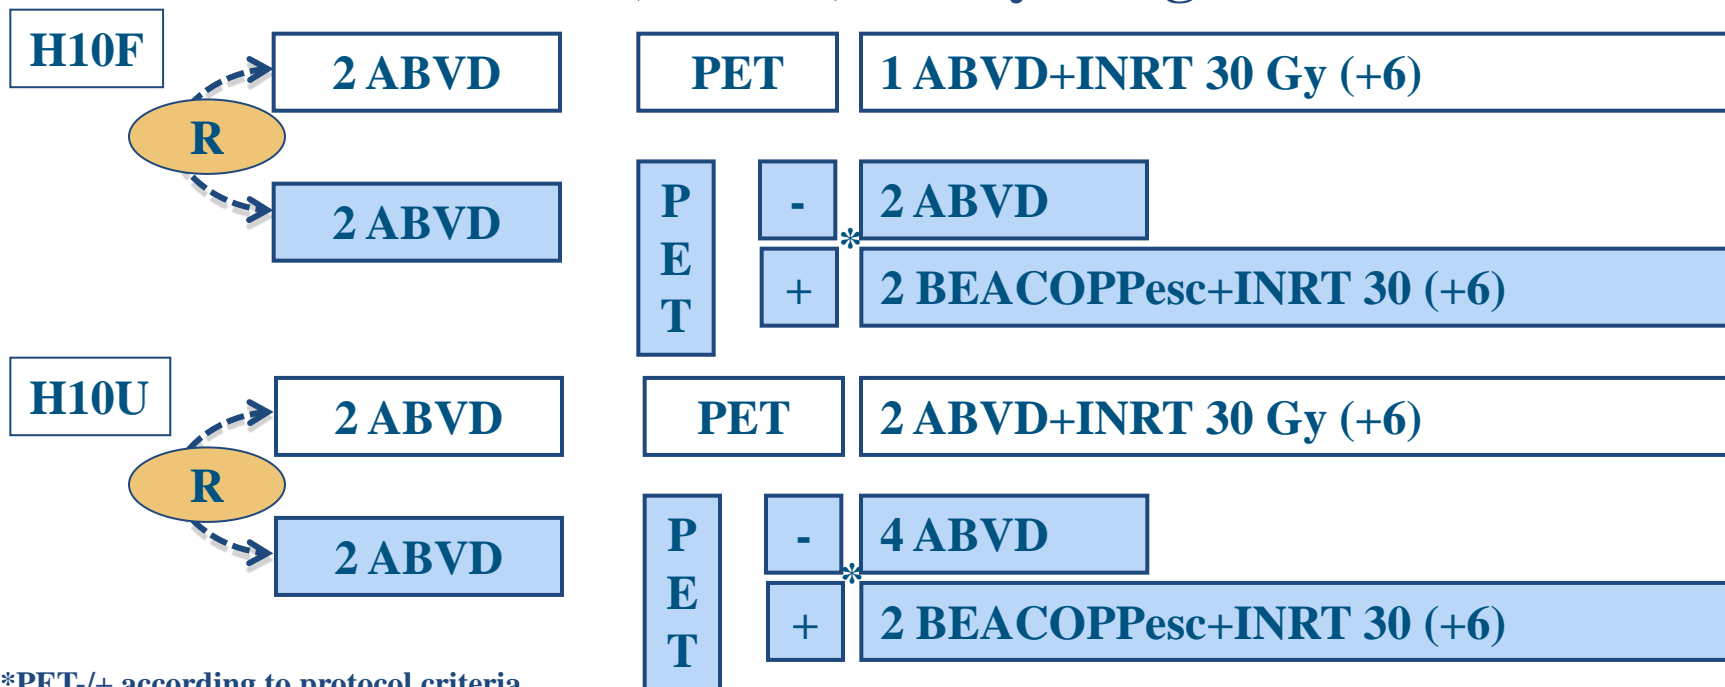 H10F
2 ABVD
PET
1 ABVD+INRT 30 Gy (+6)
R
2 ABVD
PET
-
2 ABVD
*
+
2 BEACOPPesc+INRT 30 (+6)
H10U
2 ABVD
PET
2 ABVD+INRT 30 Gy (+6)
R
2 ABVD
PET
-
4 ABVD
*
+
2 BEACOPPesc+INRT 30 (+6)
*PET-/+ according to protocol criteria